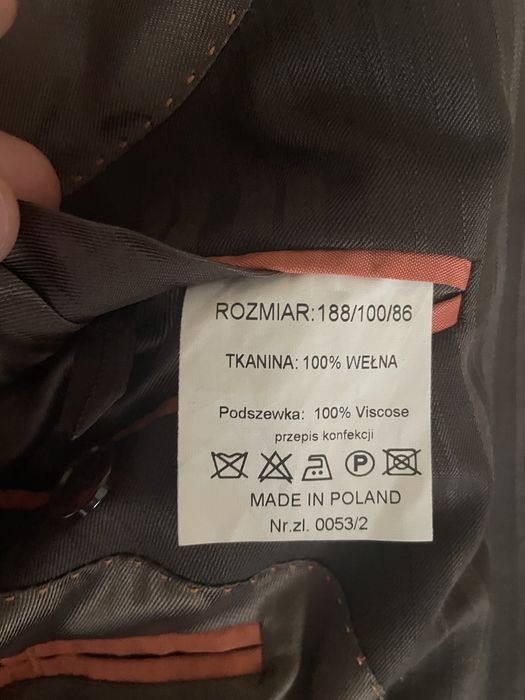 ROZMIAR:188/100/86
TKANINA: 100% WEŁNA
Podszewka: 100% Viscose
przepis konfekcji
P
MADE IN POLAND
Nr.zl. 0053/2